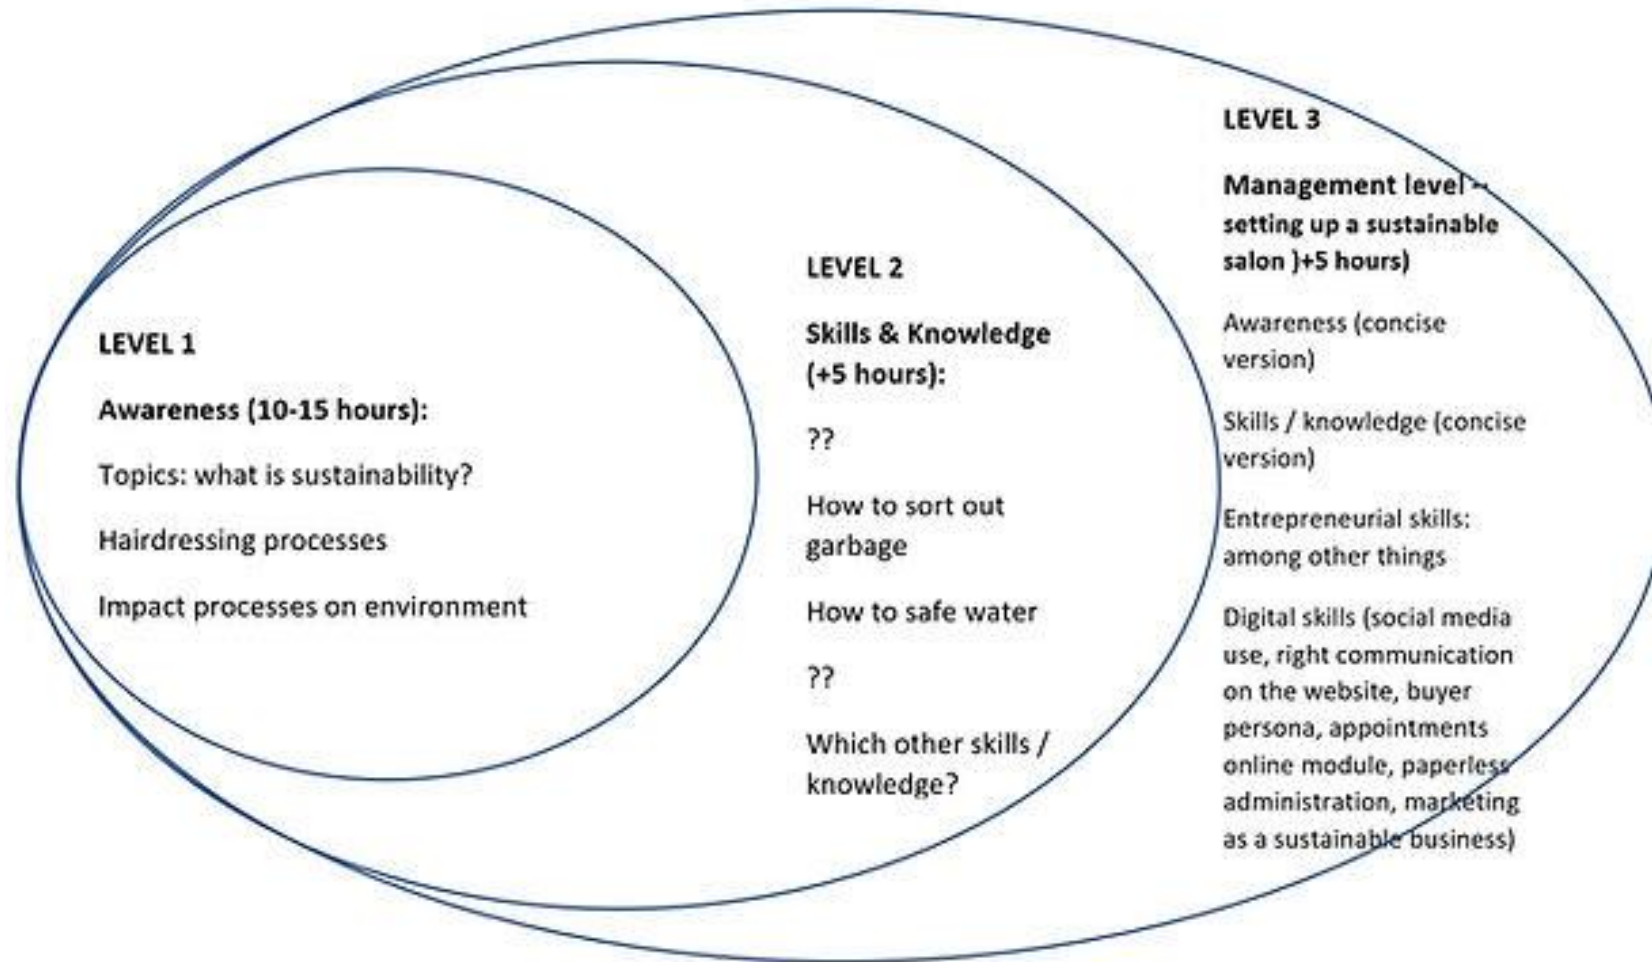 LEVEL 1
Awareness (10-15 hours):
Topics: what is sustainability?
Hairdressing processes
Impact processes on environment
LEVEL 2
Skills & Knowledge
(+5 hours):
??
How to sort out
garbage
How to safe water
??
Which other skills /
knowledge?
LEVEL 3
Management level –
setting up a sustainable
salon )+5 hours)
Awareness (concise
version)
Skills / knowledge (concise
version)
Entrepreneurial skills:
among other things
Digital skills (social media
use, right communication
on the website, buyer
persona, appointments
online module, paperless
administration, marketing
as a sustainable business)